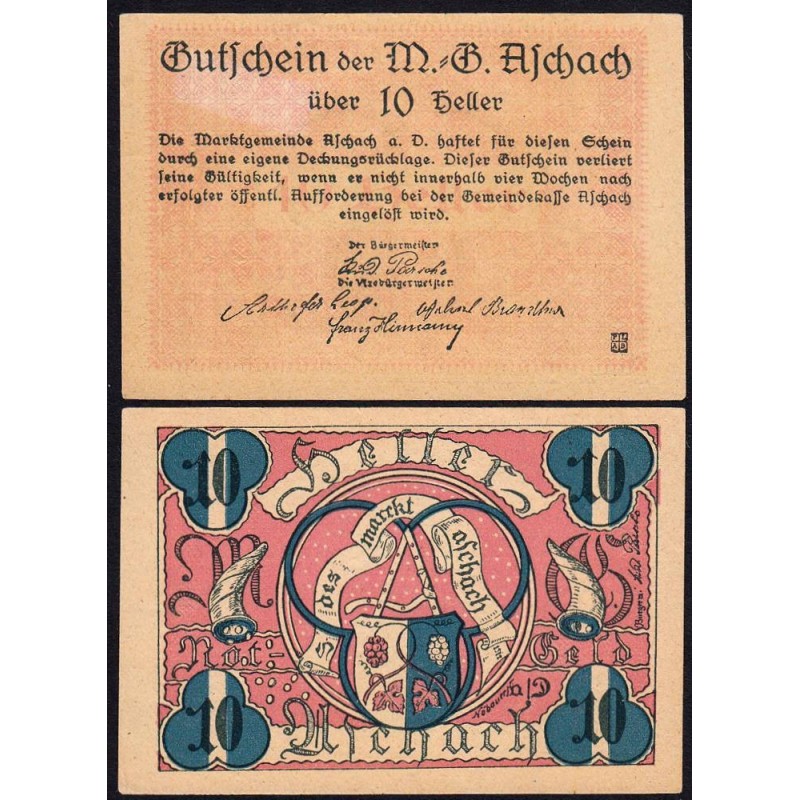 Gutschein der M.=G. Aschach
über 10 Heller
Die Marktgemeinde Aschach a. D. haftet für diesen Schein
durch eine eigene Deckungsrücklage. Dieser Gutschein verliert
seine Gültigkeit, wenn er nicht innerhalb vier Wochen nach
erfolgter öffentl. Aufforderung bei der Gemeindekasse Aschach
eingelöst wird.
Der Bürgermeister
Die Vizebürgermeister
10 Heller 10
des marckt aschach
M G
Not: Geld
a/D
10 Aschach 10